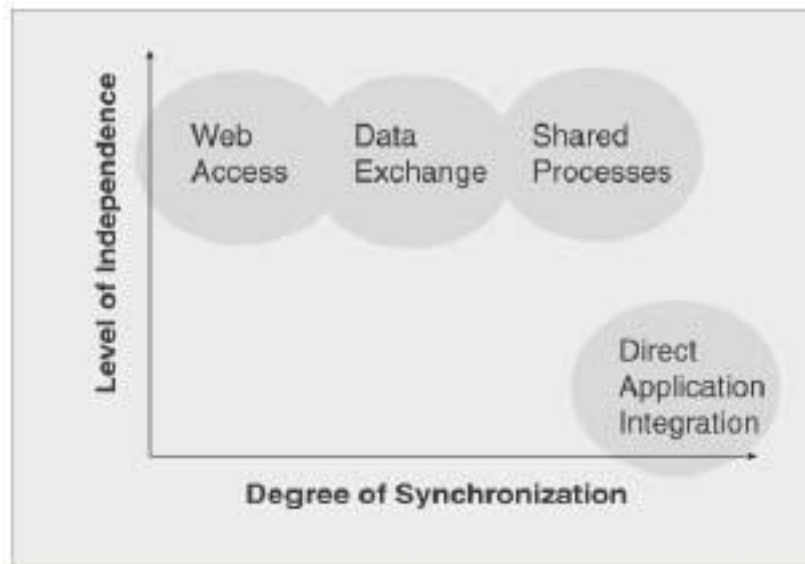 Level of Independence
Web
Access
Data
Exchange
Shared
Processes
Direct
Application
Integration
Degree of Synchronization